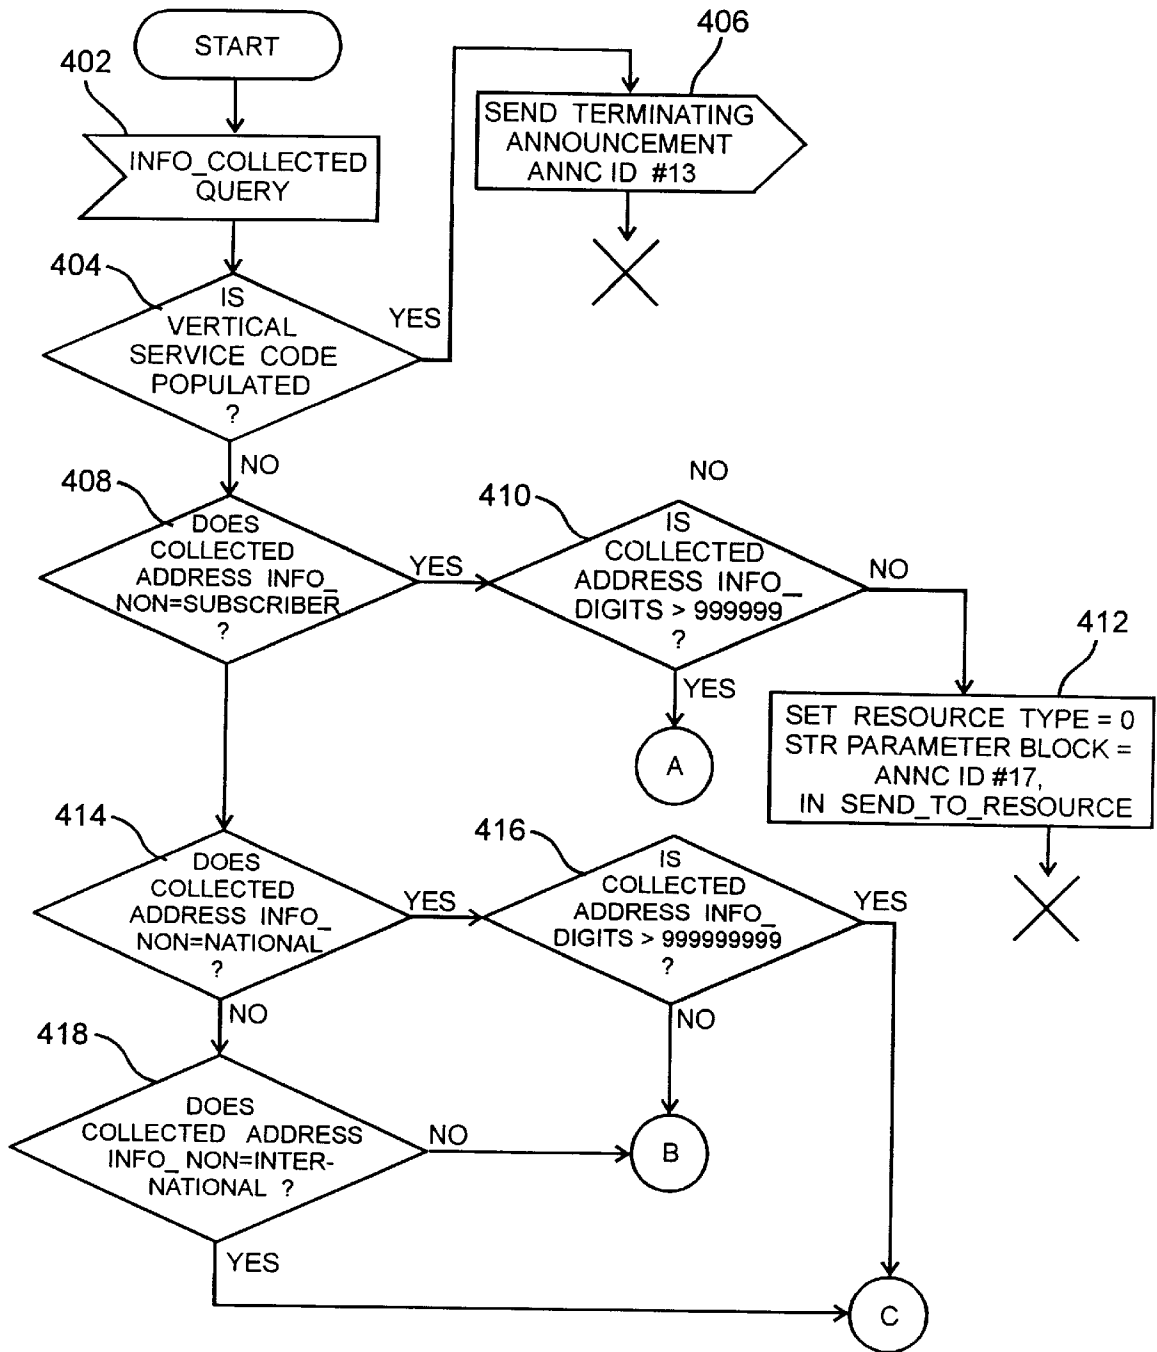 START
402
INFO_COLLECTED
QUERY
406
SEND TERMINATING
ANNOUNCEMENT
ANNC ID #13
404
IS
VERTICAL
SERVICE CODE
POPULATED
?
YES
NO
408
DOES
COLLECTED
ADDRESS INFO_
NON=SUBSCRIBER
?
YES
NO
410
IS
COLLECTED
ADDRESS INFO_
DIGITS > 999999
?
NO
YES
A
412
SET RESOURCE TYPE = 0
STR PARAMETER BLOCK =
ANNC ID #17,
IN SEND_TO_RESOURCE
414
DOES
COLLECTED
ADDRESS INFO_
NON=NATIONAL
?
YES
NO
416
IS
COLLECTED
ADDRESS INFO_
DIGITS > 999999999
?
YES
NO
418
DOES
COLLECTED ADDRESS
INFO_NON=INTER-
NATIONAL ?
NO
B
YES
C